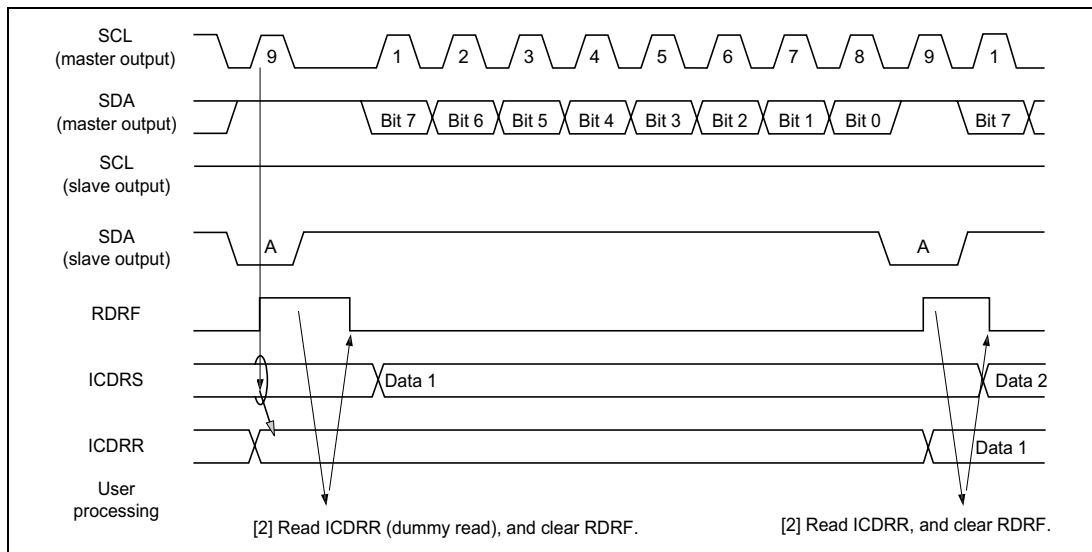 SCL
(master output)
9 1 2 3 4 5 6 7 8 9 1
SDA
(master output)
Bit 7 Bit 6 Bit 5 Bit 4 Bit 3 Bit 2 Bit 1 Bit 0 Bit 7
SCL
(slave output)
SDA
(slave output)
A A
RDRF
ICDRS
Data 1 Data 2
ICDRR
Data 1
User
processing
[2] Read ICDRR (dummy read), and clear RDRF. [2] Read ICDRR, and clear RDRF.